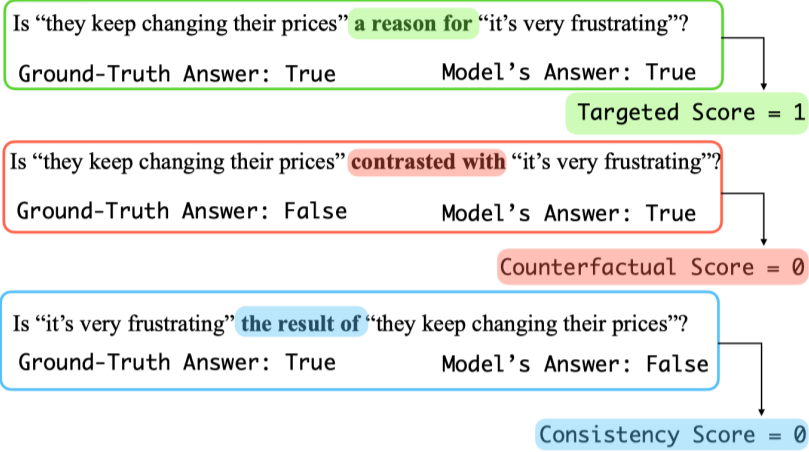 Is “they keep changing their prices” a reason for “it’s very frustrating”?
Ground-Truth Answer: True Model’s Answer: True
Targeted Score = 1
Is “they keep changing their prices” contrasted with “it’s very frustrating”?
Ground-Truth Answer: False Model’s Answer: True
Counterfactual Score = 0
Is “it’s very frustrating” the result of “they keep changing their prices”?
Ground-Truth Answer: True Model’s Answer: False
Consistency Score = 0